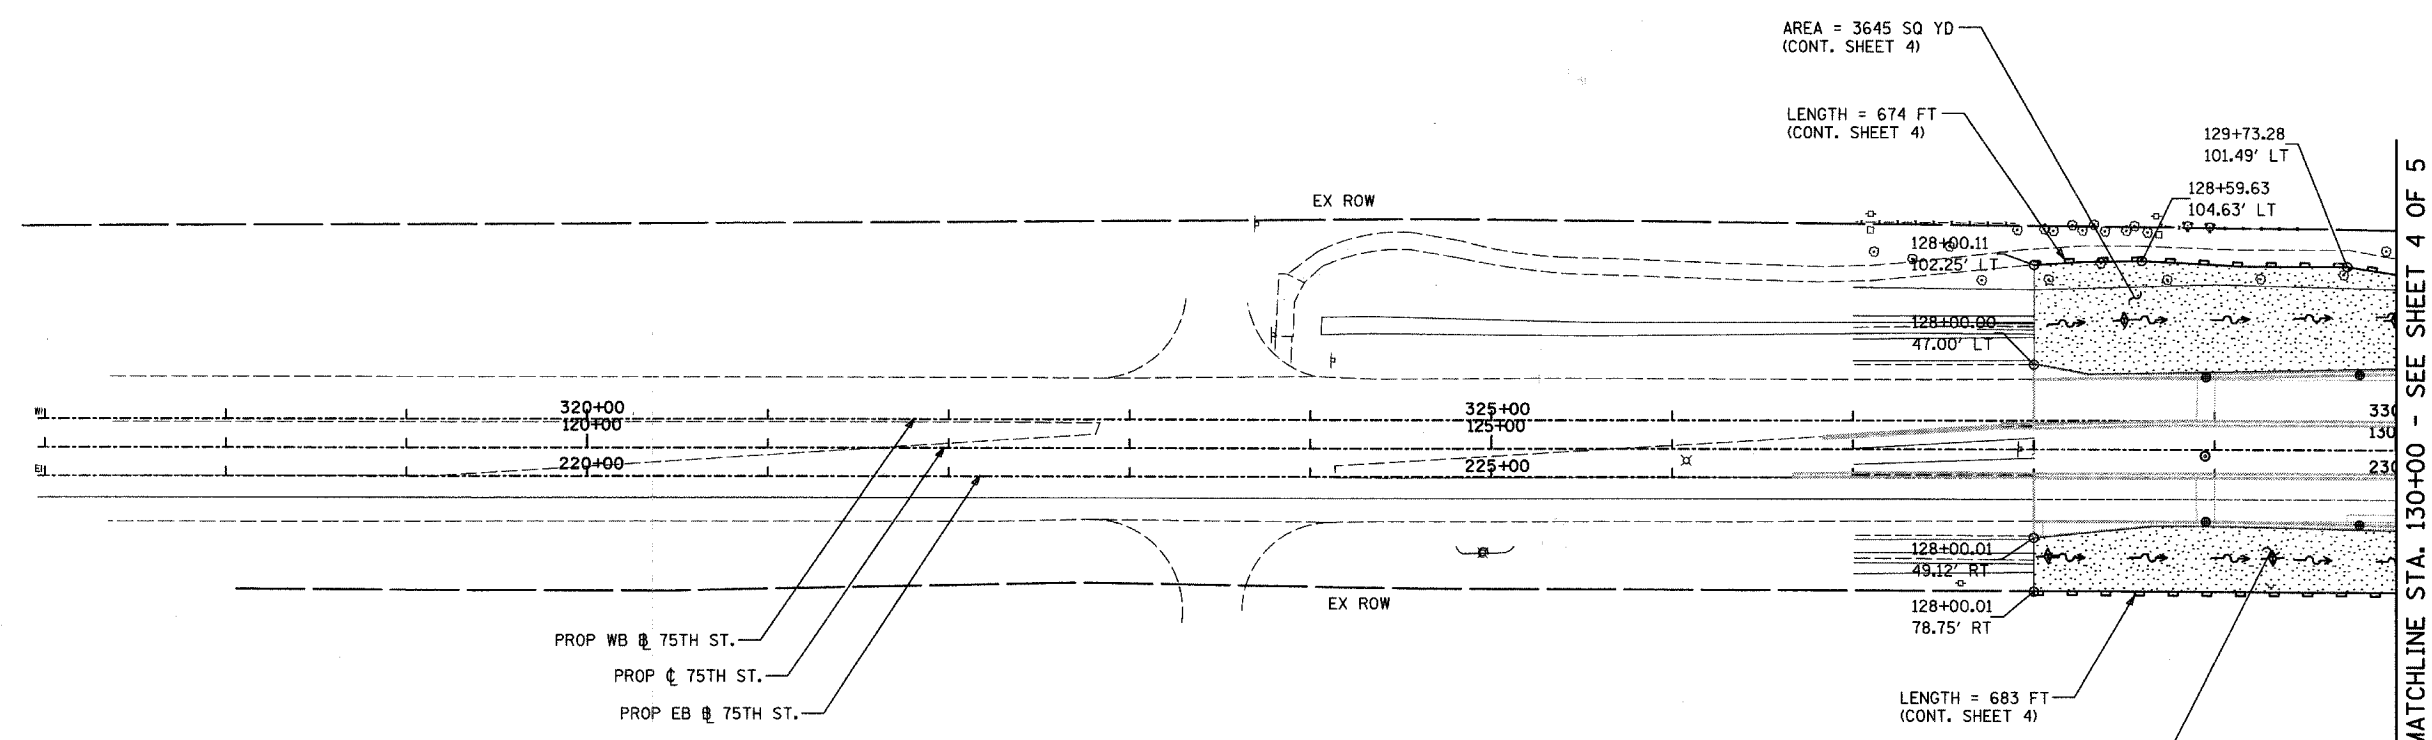 AREA = 3645 SQ YD
(CONT. SHEET 4)
LENGTH = 674 FT
(CONT. SHEET 4)
129+73.28
101.49' LT
128+59.63
104.63' LT
EX ROW
128+00.11
102.25' LT
128+00.00
47.00' LT
320+00
120+00
220+00
325+00
125+00
225+00
330
130
230
128+00.01
49.12' RT
128+00.01
78.75' RT
EX ROW
PROP WB ℄ 75TH ST.
PROP ℄ 75TH ST.
PROP EB ℄ 75TH ST.
LENGTH = 683 FT
(CONT. SHEET 4)
MATCHLINE STA. 130+00 - SEE SHEET 4 OF 5